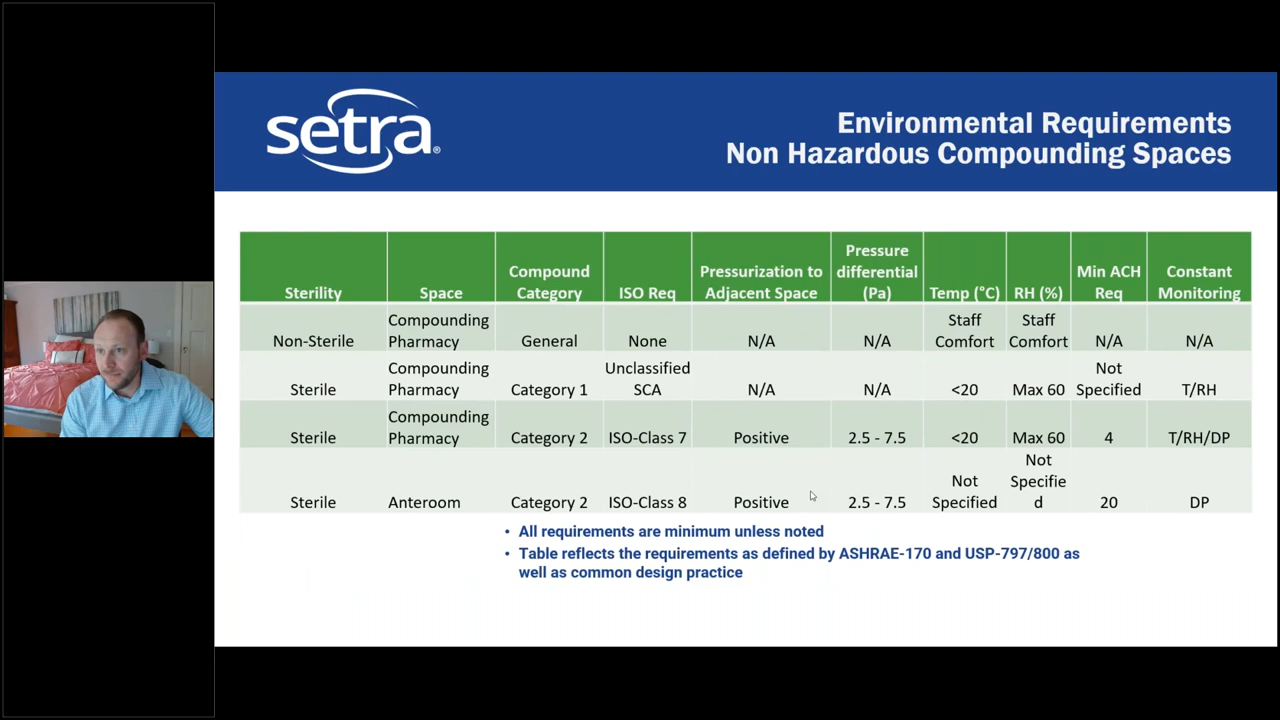 setra®
Environmental Requirements
Non Hazardous Compounding Spaces
Sterility
Space
Compound
Category
ISO Req
Pressurization to
Adjacent Space
Pressure
differential
(Pa)
Temp (°C)
RH (%)
Min ACH
Req
Constant
Monitoring
Non-Sterile
Compounding
Pharmacy
General
None
N/A
N/A
Staff
Comfort
Staff
Comfort
N/A
N/A
Sterile
Compounding
Pharmacy
Category 1
Unclassified
SCA
N/A
N/A
<20
Max 60
Not
Specified
T/RH
Sterile
Compounding
Pharmacy
Category 2
ISO-Class 7
Positive
2.5 - 7.5
<20
Max 60
4
T/RH/DP
Sterile
Anteroom
Category 2
ISO-Class 8
Positive
2.5 - 7.5
Not
Specified
Not
Specifie
d
20
DP
• All requirements are minimum unless noted
• Table reflects the requirements as defined by ASHRAE-170 and USP-797/800 as
well as common design practice